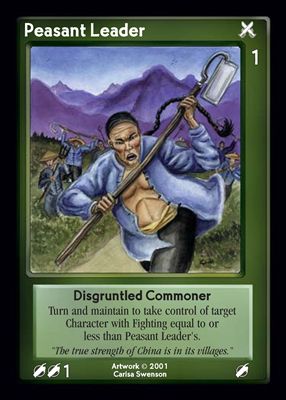 Peasant Leader
1
Disgruntled Commoner
Turn and maintain to take control of target
Character with Fighting equal to or
less than Peasant Leader's.
"The true strength of China is in its villages."
1
Artwork © 2001
Carisa Swenson